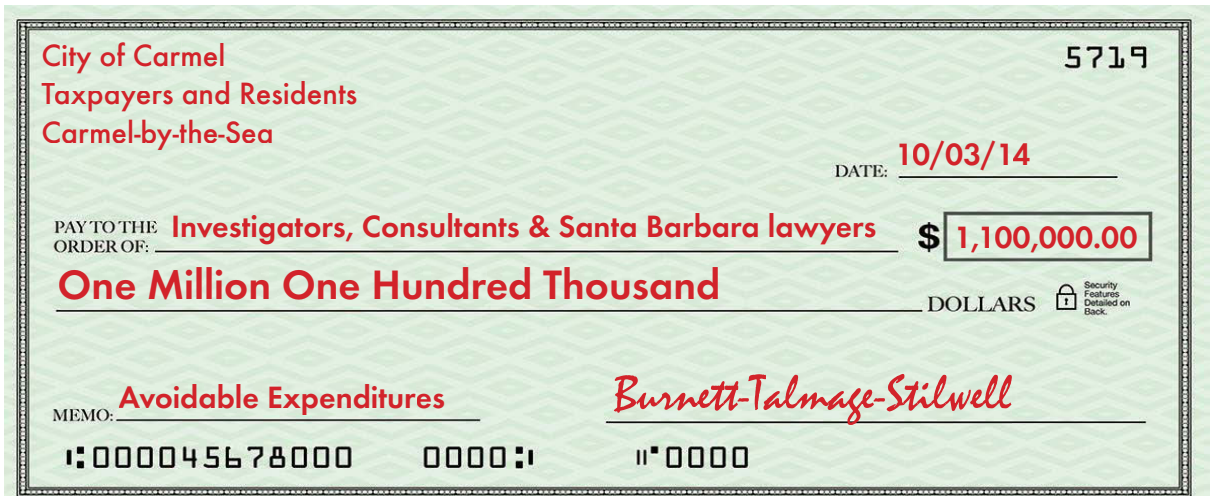 City of Carmel
5719
Taxpayers and Residents
Carmel-by-the-Sea
DATE: 10/03/14
PAY TO THE
ORDER OF: Investigators, Consultants & Santa Barbara lawyers $ 1,100,000.00
One Million One Hundred Thousand DOLLARS
Security
Features
Detailed on
Back.
MEMO: Avoidable Expenditures
Burnett-Talmage-Stilwell
⑆000045678000 0000⑆ ⑈0000